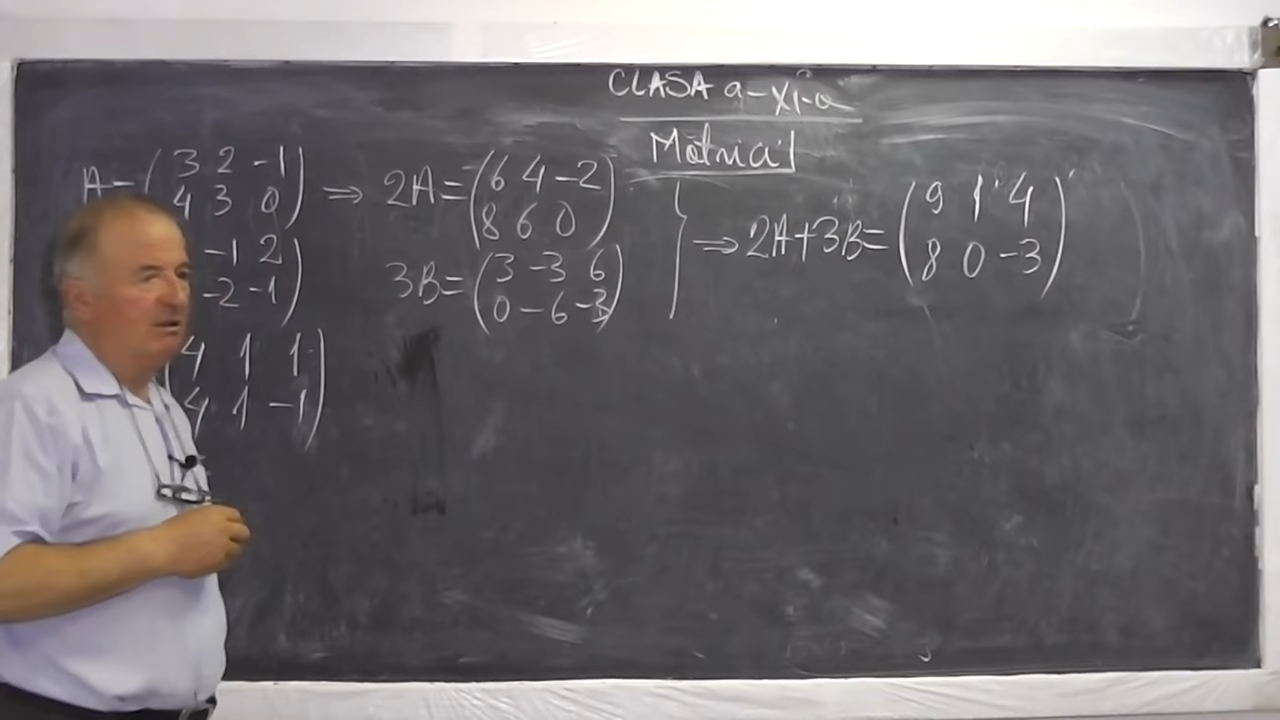 CLASA a-XI-a
Matrici
A= ( 3 2 -1 ) ⇒ 2A= ( 6 4 -2 )
4 3 0 8 6 0
-1 2 3B= ( 3 -3 6 )
-2 -1 0 -6 -3
} ⇒ 2A+3B= ( 9 1 4 )
8 0 -3
4 1 1
4 1 -1